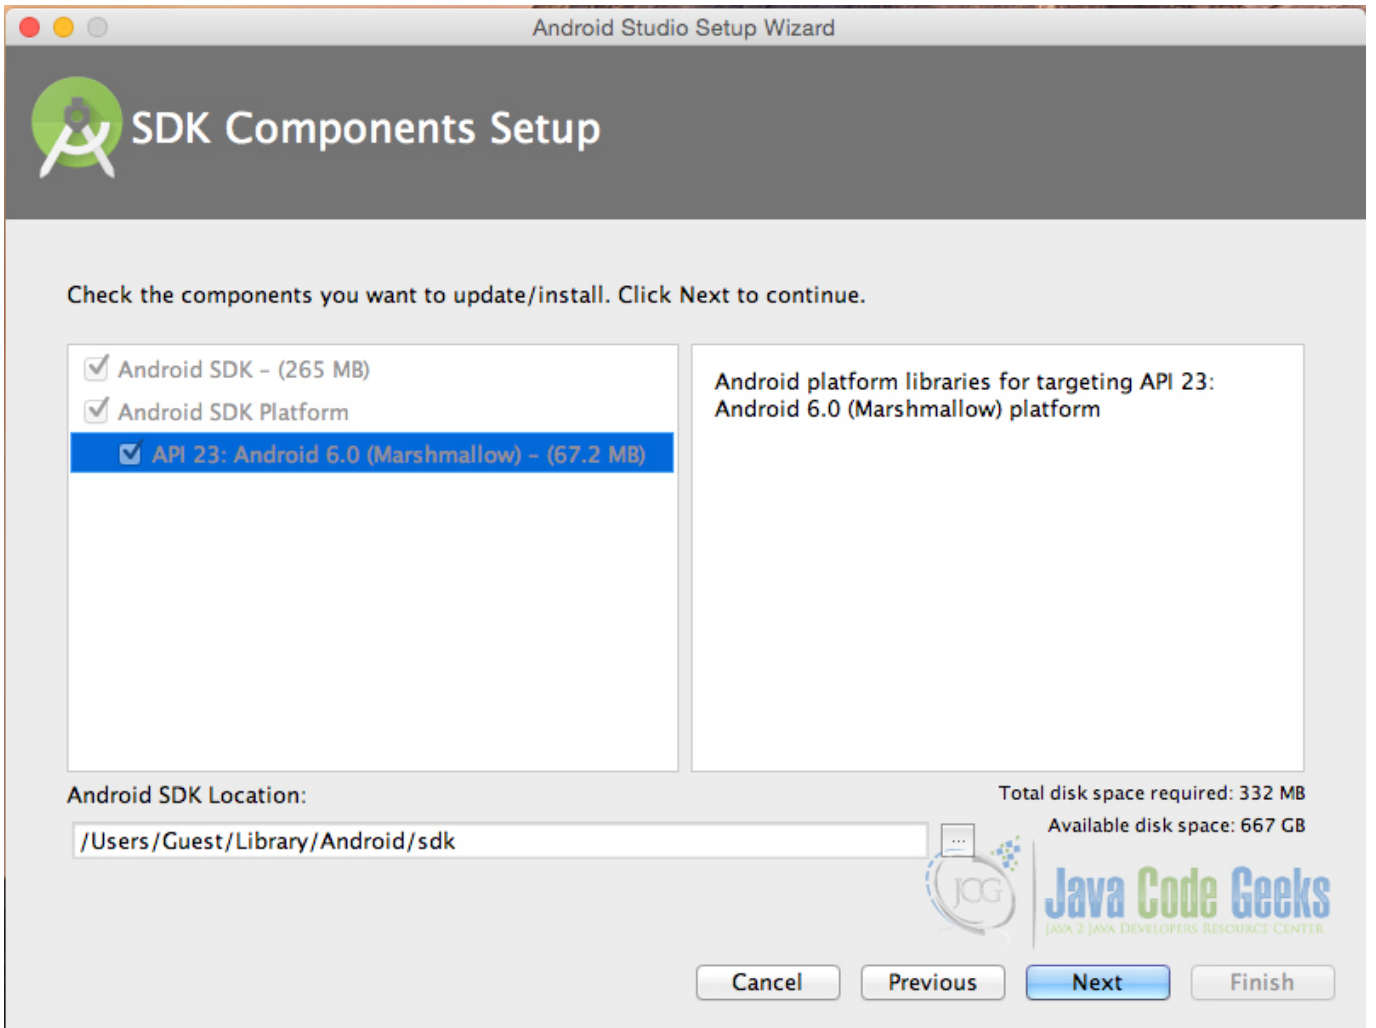 Android Studio Setup Wizard
SDK Components Setup
Check the components you want to update/install. Click Next to continue.
Android SDK – (265 MB)
Android SDK Platform
API 23: Android 6.0 (Marshmallow) – (67.2 MB)
Android platform libraries for targeting API 23:
Android 6.0 (Marshmallow) platform
Android SDK Location:
Total disk space required: 332 MB
Available disk space: 667 GB
/Users/Guest/Library/Android/sdk
...
JCG
Java Code Geeks
JAVA 2 JAVA DEVELOPERS RESOURCE CENTER
Cancel
Previous
Next
Finish